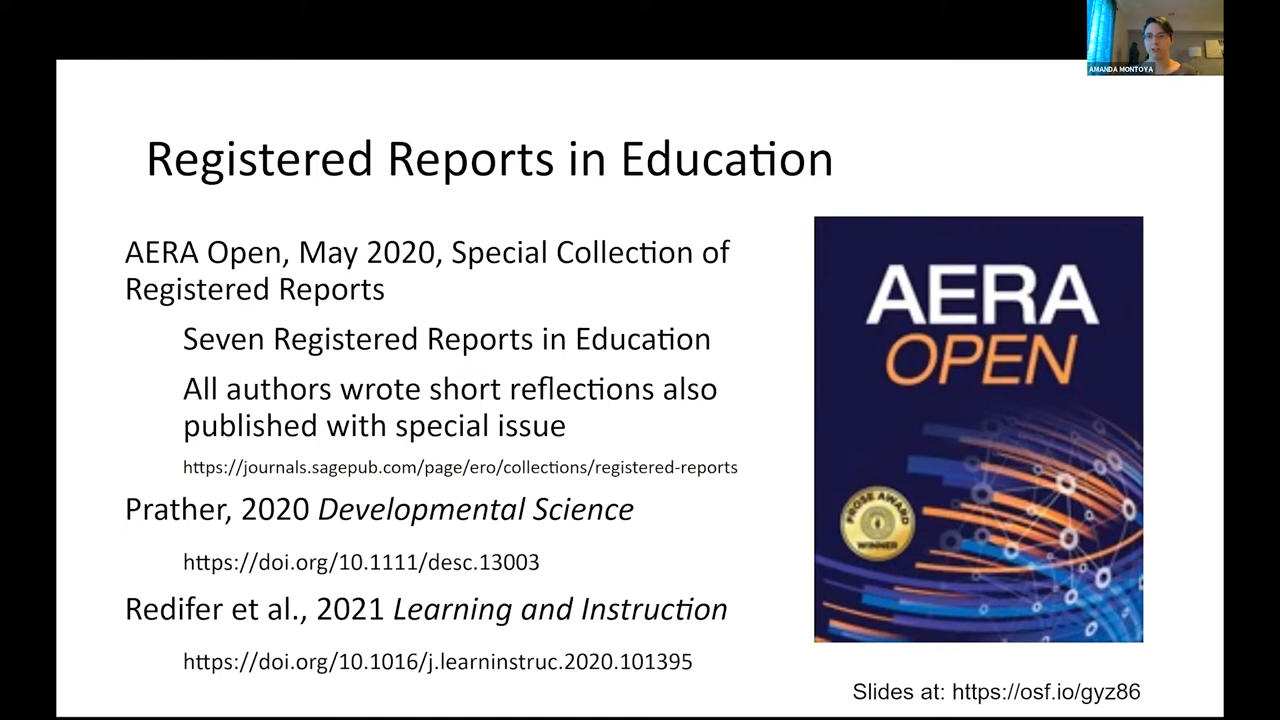 AMANDA MONTOYA
Registered Reports in Education
AERA Open, May 2020, Special Collection of
Registered Reports
Seven Registered Reports in Education
All authors wrote short reflections also
published with special issue
https://journals.sagepub.com/page/ero/collections/registered-reports
Prather, 2020 Developmental Science
https://doi.org/10.1111/desc.13003
Redifer et al., 2021 Learning and Instruction
https://doi.org/10.1016/j.learninstruc.2020.101395
AERA
OPEN
PROSE AWARD
WINNER
Slides at: https://osf.io/gyz86